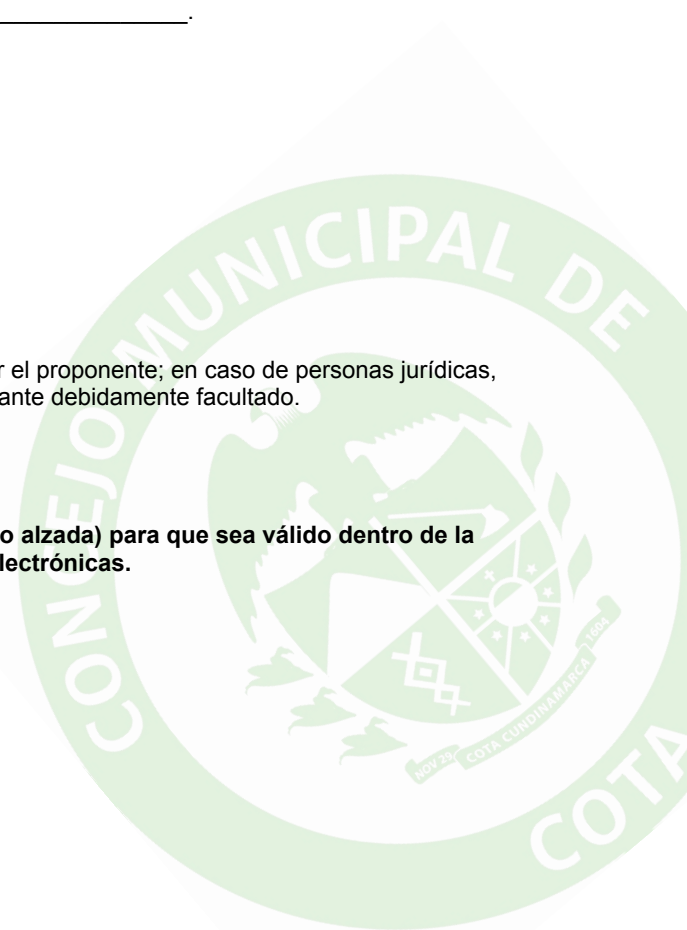 _________________.
r el proponente; en caso de personas jurídicas,
ante debidamente facultado.
o alzada) para que sea válido dentro de la
lectrónicas.
CONCEJO MUNICIPAL DE
COTA
NOV 29 COTA CUNDINAMARCA 1604